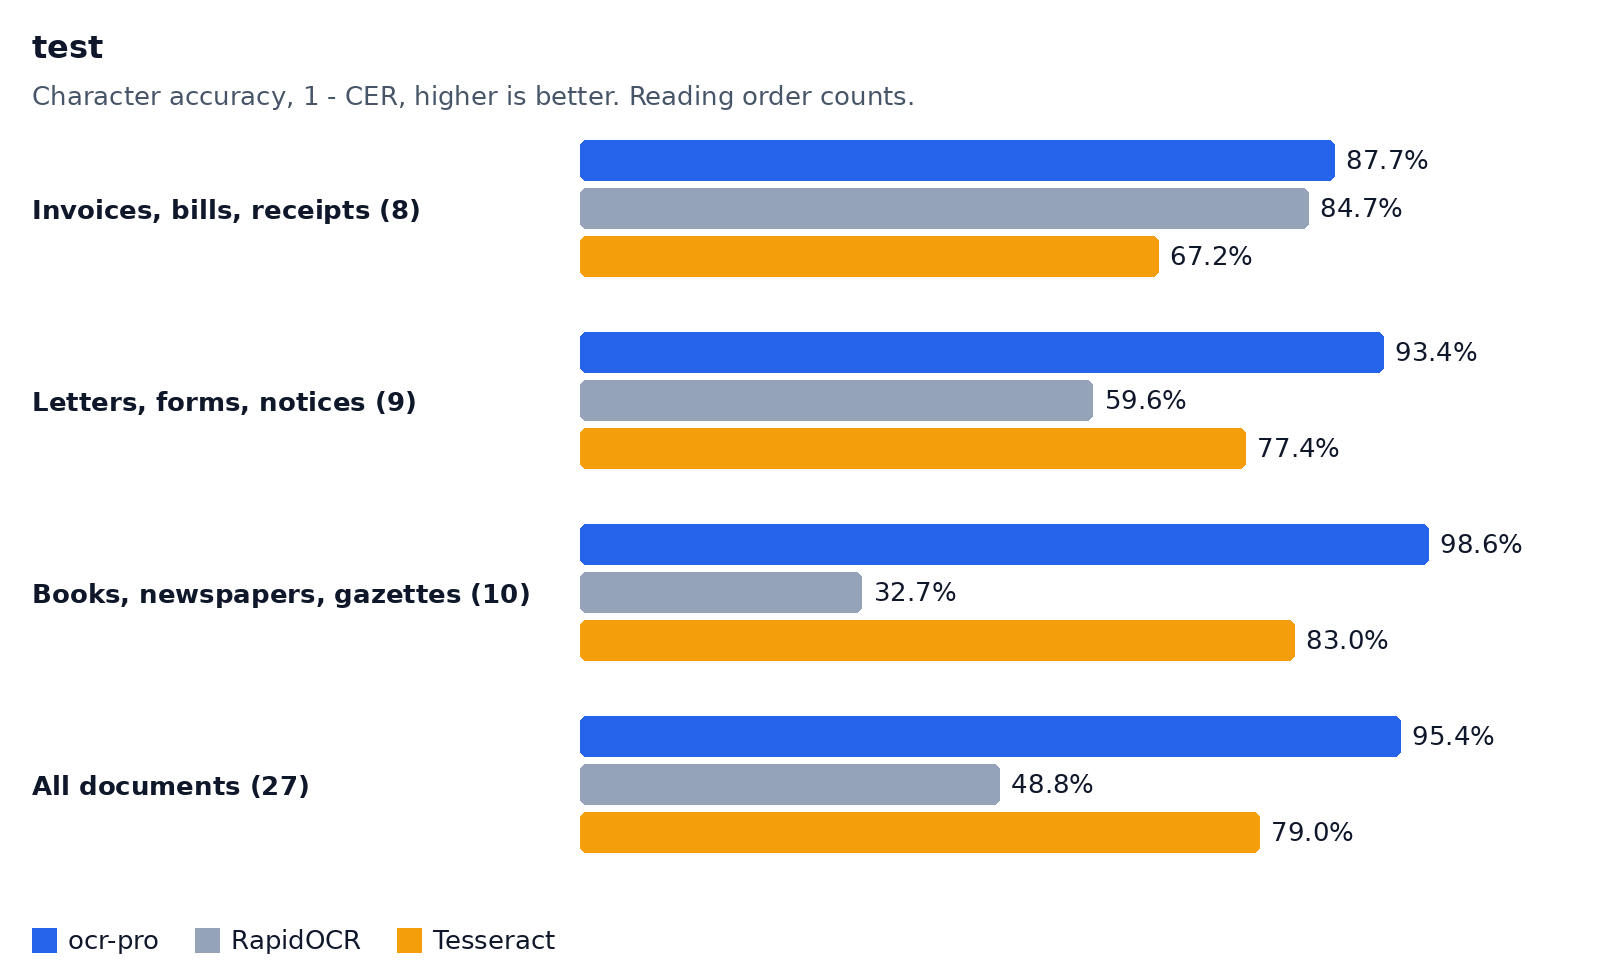 test
Character accuracy, 1 - CER, higher is better. Reading order counts.
Invoices, bills, receipts (8)
87.7%
84.7%
67.2%
Letters, forms, notices (9)
93.4%
59.6%
77.4%
Books, newspapers, gazettes (10)
98.6%
32.7%
83.0%
All documents (27)
95.4%
48.8%
79.0%
ocr-pro RapidOCR Tesseract